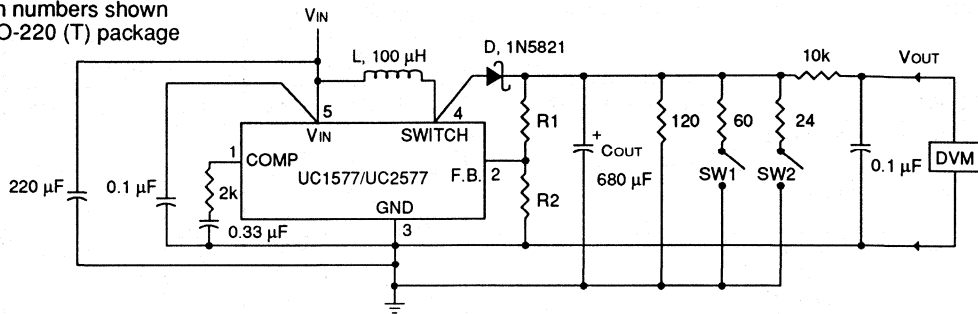 n numbers shown
O-220 (T) package
VIN
L, 100 µH
D, 1N5821
10k
VOUT
5
4
VIN
SWITCH
R1
120
60
24
1
COMP
+
COUT
680 µF
0.1 µF
DVM
220 µF
0.1 µF
2k
UC1577/UC2577
F.B.
2
SW1
SW2
R2
GND
3
0.33 µF